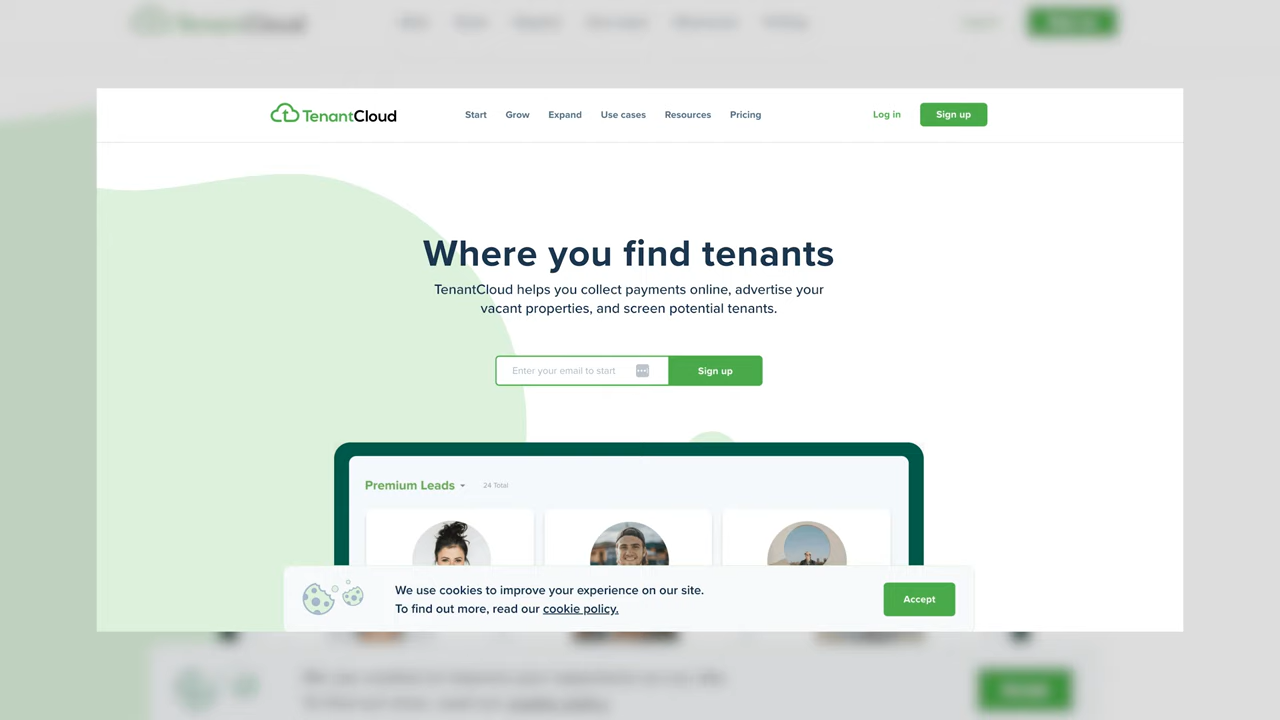 TenantCloud
Start Grow Expand Use cases Resources Pricing
Log in Sign up
Where you find tenants
TenantCloud helps you collect payments online, advertise your
vacant properties, and screen potential tenants.
Enter your email to start Sign up
Premium Leads 24 Total
We use cookies to improve your experience on our site.
To find out more, read our cookie policy.
Accept